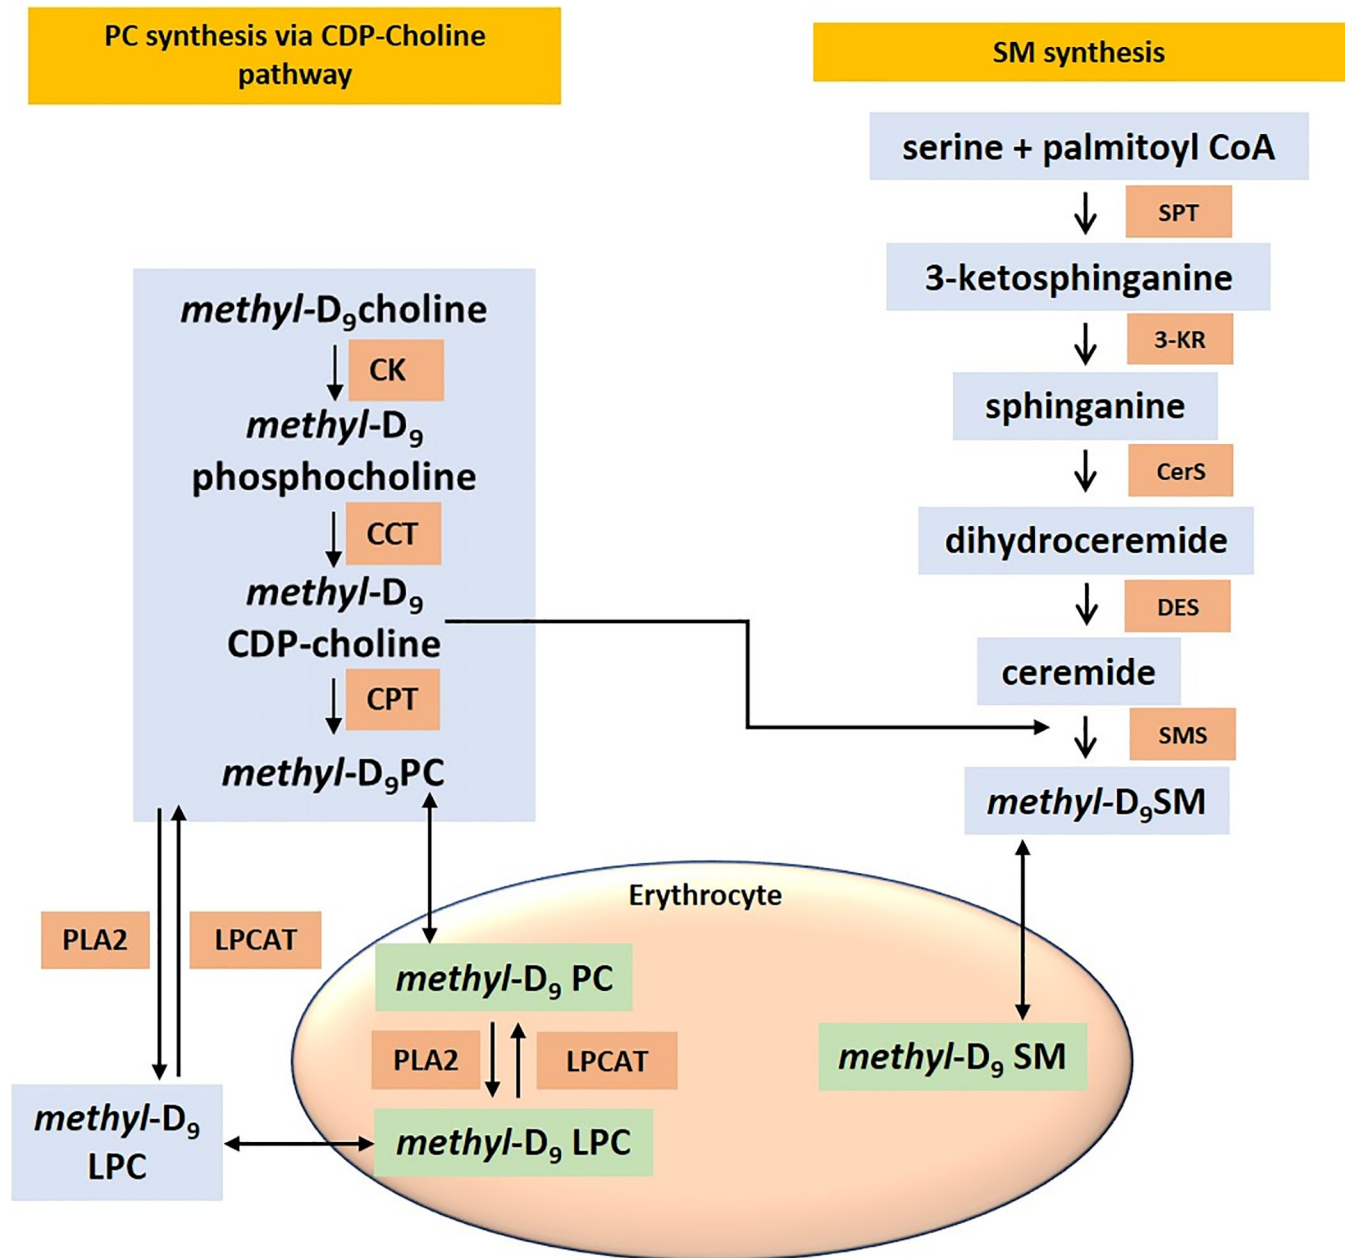 PC synthesis via CDP-Choline
pathway
methyl-D₉choline
CK
methyl-D₉
phosphocholine
CCT
methyl-D₉
CDP-choline
CPT
methyl-D₉PC
PLA2
LPCAT
methyl-D₉
LPC
SM synthesis
serine + palmitoyl CoA
SPT
3-ketosphinganine
3-KR
sphinganine
CerS
dihydroceremide
DES
ceremide
SMS
methyl-D₉SM
Erythrocyte
methyl-D₉ PC
PLA2
LPCAT
methyl-D₉ LPC
methyl-D₉ SM